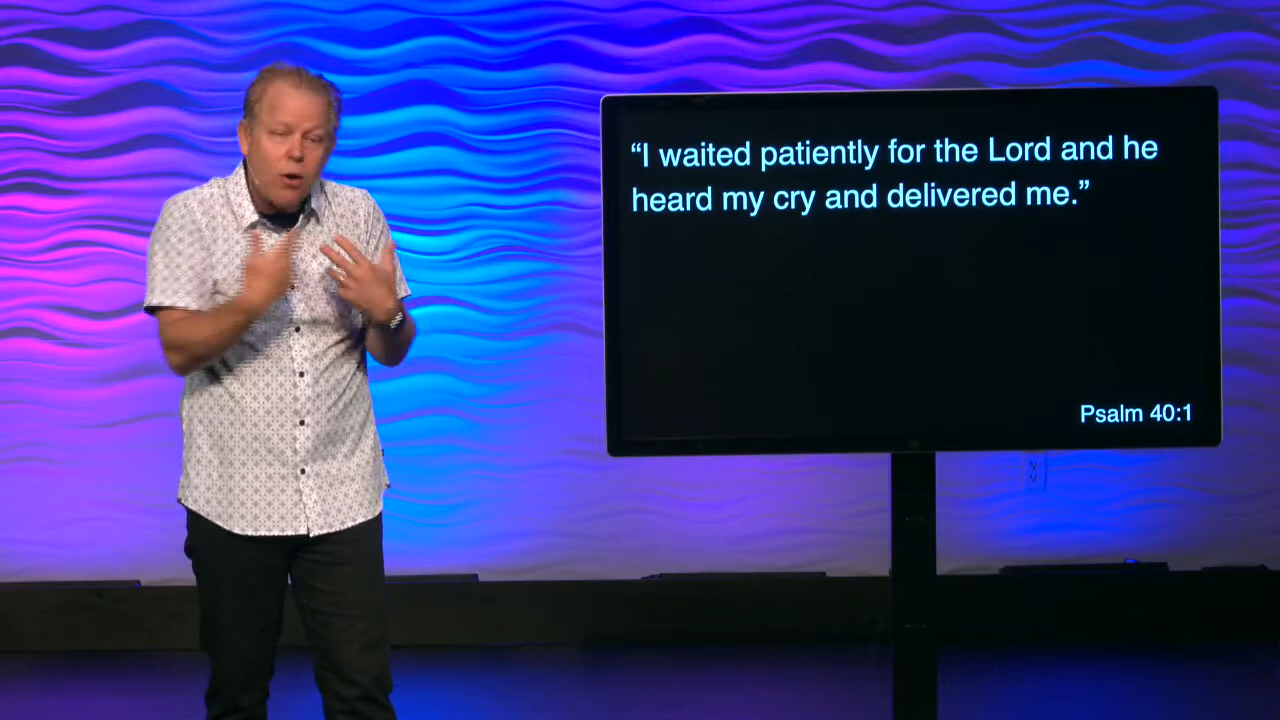 “I waited patiently for the Lord and he
heard my cry and delivered me.”
Psalm 40:1